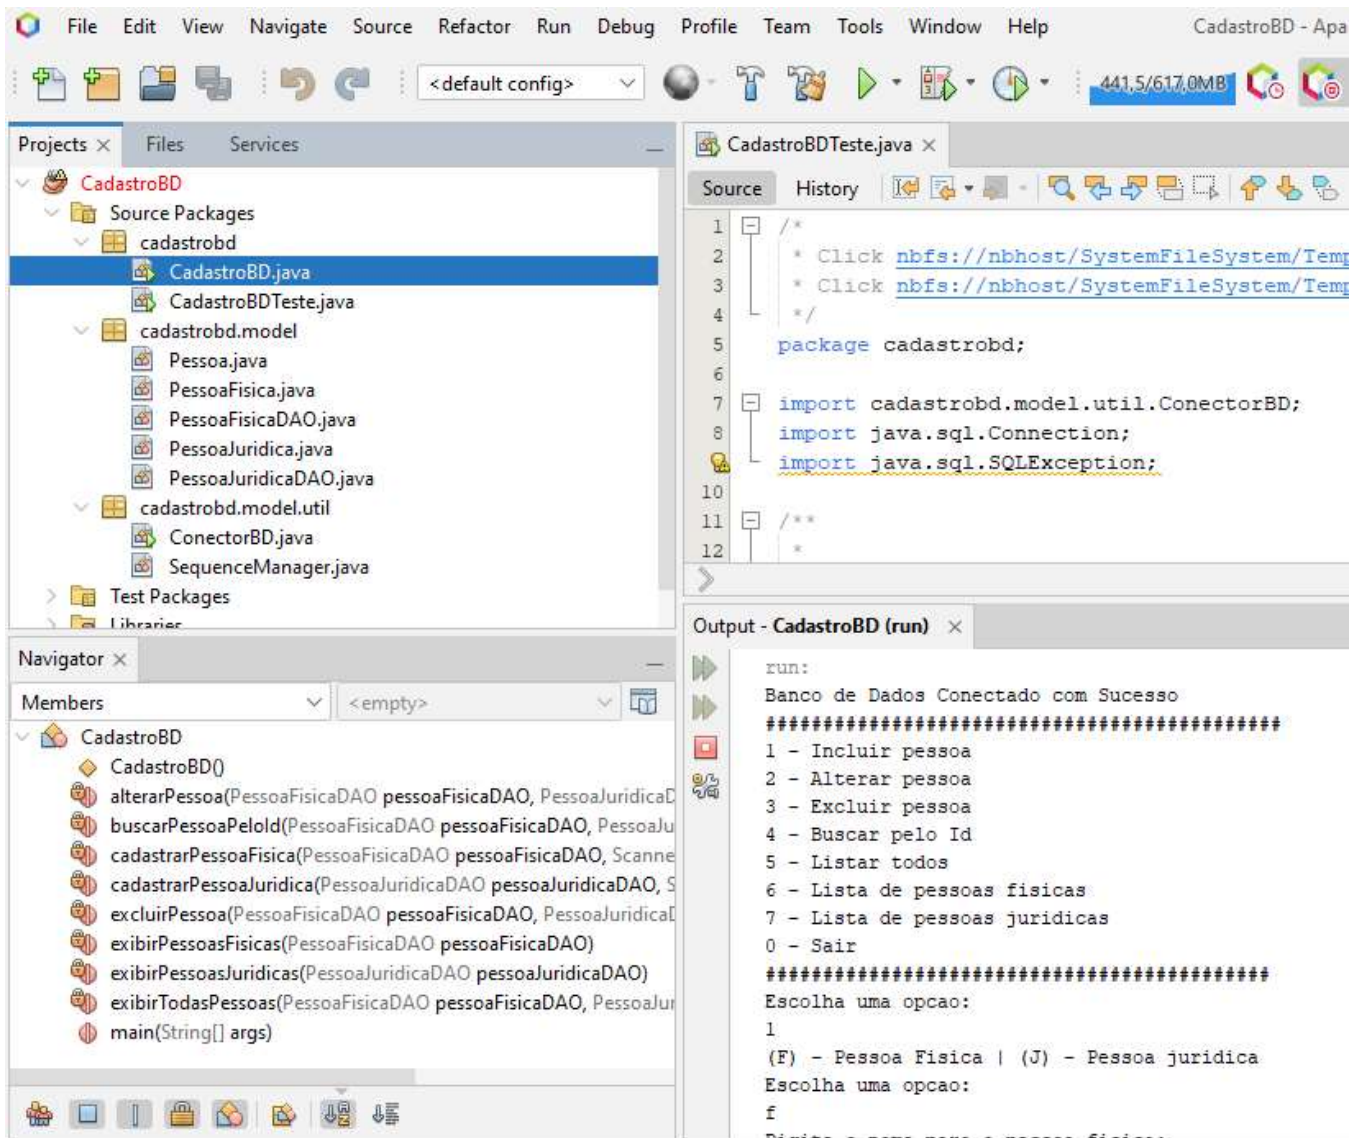 File Edit View Navigate Source Refactor Run Debug Profile Team Tools Window Help CadastroBD - Apa
<default config> 441,5/617,0MB
Projects Files Services
CadastroBD
Source Packages
cadastrobd
CadastroBD.java
CadastroBDTeste.java
cadastrobd.model
Pessoa.java
PessoaFisica.java
PessoaFisicaDAO.java
PessoaJuridica.java
PessoaJuridicaDAO.java
cadastrobd.model.util
ConectorBD.java
SequenceManager.java
Test Packages
Libraries
Navigator
Members <empty>
CadastroBD
CadastroBD()
alterarPessoa(PessoaFisicaDAO pessoaFisicaDAO, PessoaJuridicaD
buscarPessoaPeloId(PessoaFisicaDAO pessoaFisicaDAO, PessoaJu
cadastrarPessoaFisica(PessoaFisicaDAO pessoaFisicaDAO, Scanne
cadastrarPessoaJuridica(PessoaJuridicaDAO pessoaJuridicaDAO, S
excluirPessoa(PessoaFisicaDAO pessoaFisicaDAO, PessoaJuridicaD
exibirPessoasFisicas(PessoaFisicaDAO pessoaFisicaDAO)
exibirPessoasJuridicas(PessoaJuridicaDAO pessoaJuridicaDAO)
exibirTodasPessoas(PessoaFisicaDAO pessoaFisicaDAO, PessoaJur
main(String[] args)
CadastroBDTeste.java
Source History
1 /*
2 * Click nbfs://nbhost/SystemFileSystem/Temp
3 * Click nbfs://nbhost/SystemFileSystem/Temp
4 */
5 package cadastrobd;
6
7 import cadastrobd.model.util.ConectorBD;
8 import java.sql.Connection;
import java.sql.SQLException;
10
11 /**
12 *
Output - CadastroBD (run)
run:
Banco de Dados Conectado com Sucesso
#############################################
1 - Incluir pessoa
2 - Alterar pessoa
3 - Excluir pessoa
4 - Buscar pelo Id
5 - Listar todos
6 - Lista de pessoas fisicas
7 - Lista de pessoas juridicas
0 - Sair
############################################
Escolha uma opcao:
1
(F) - Pessoa Fisica | (J) - Pessoa juridica
Escolha uma opcao:
f